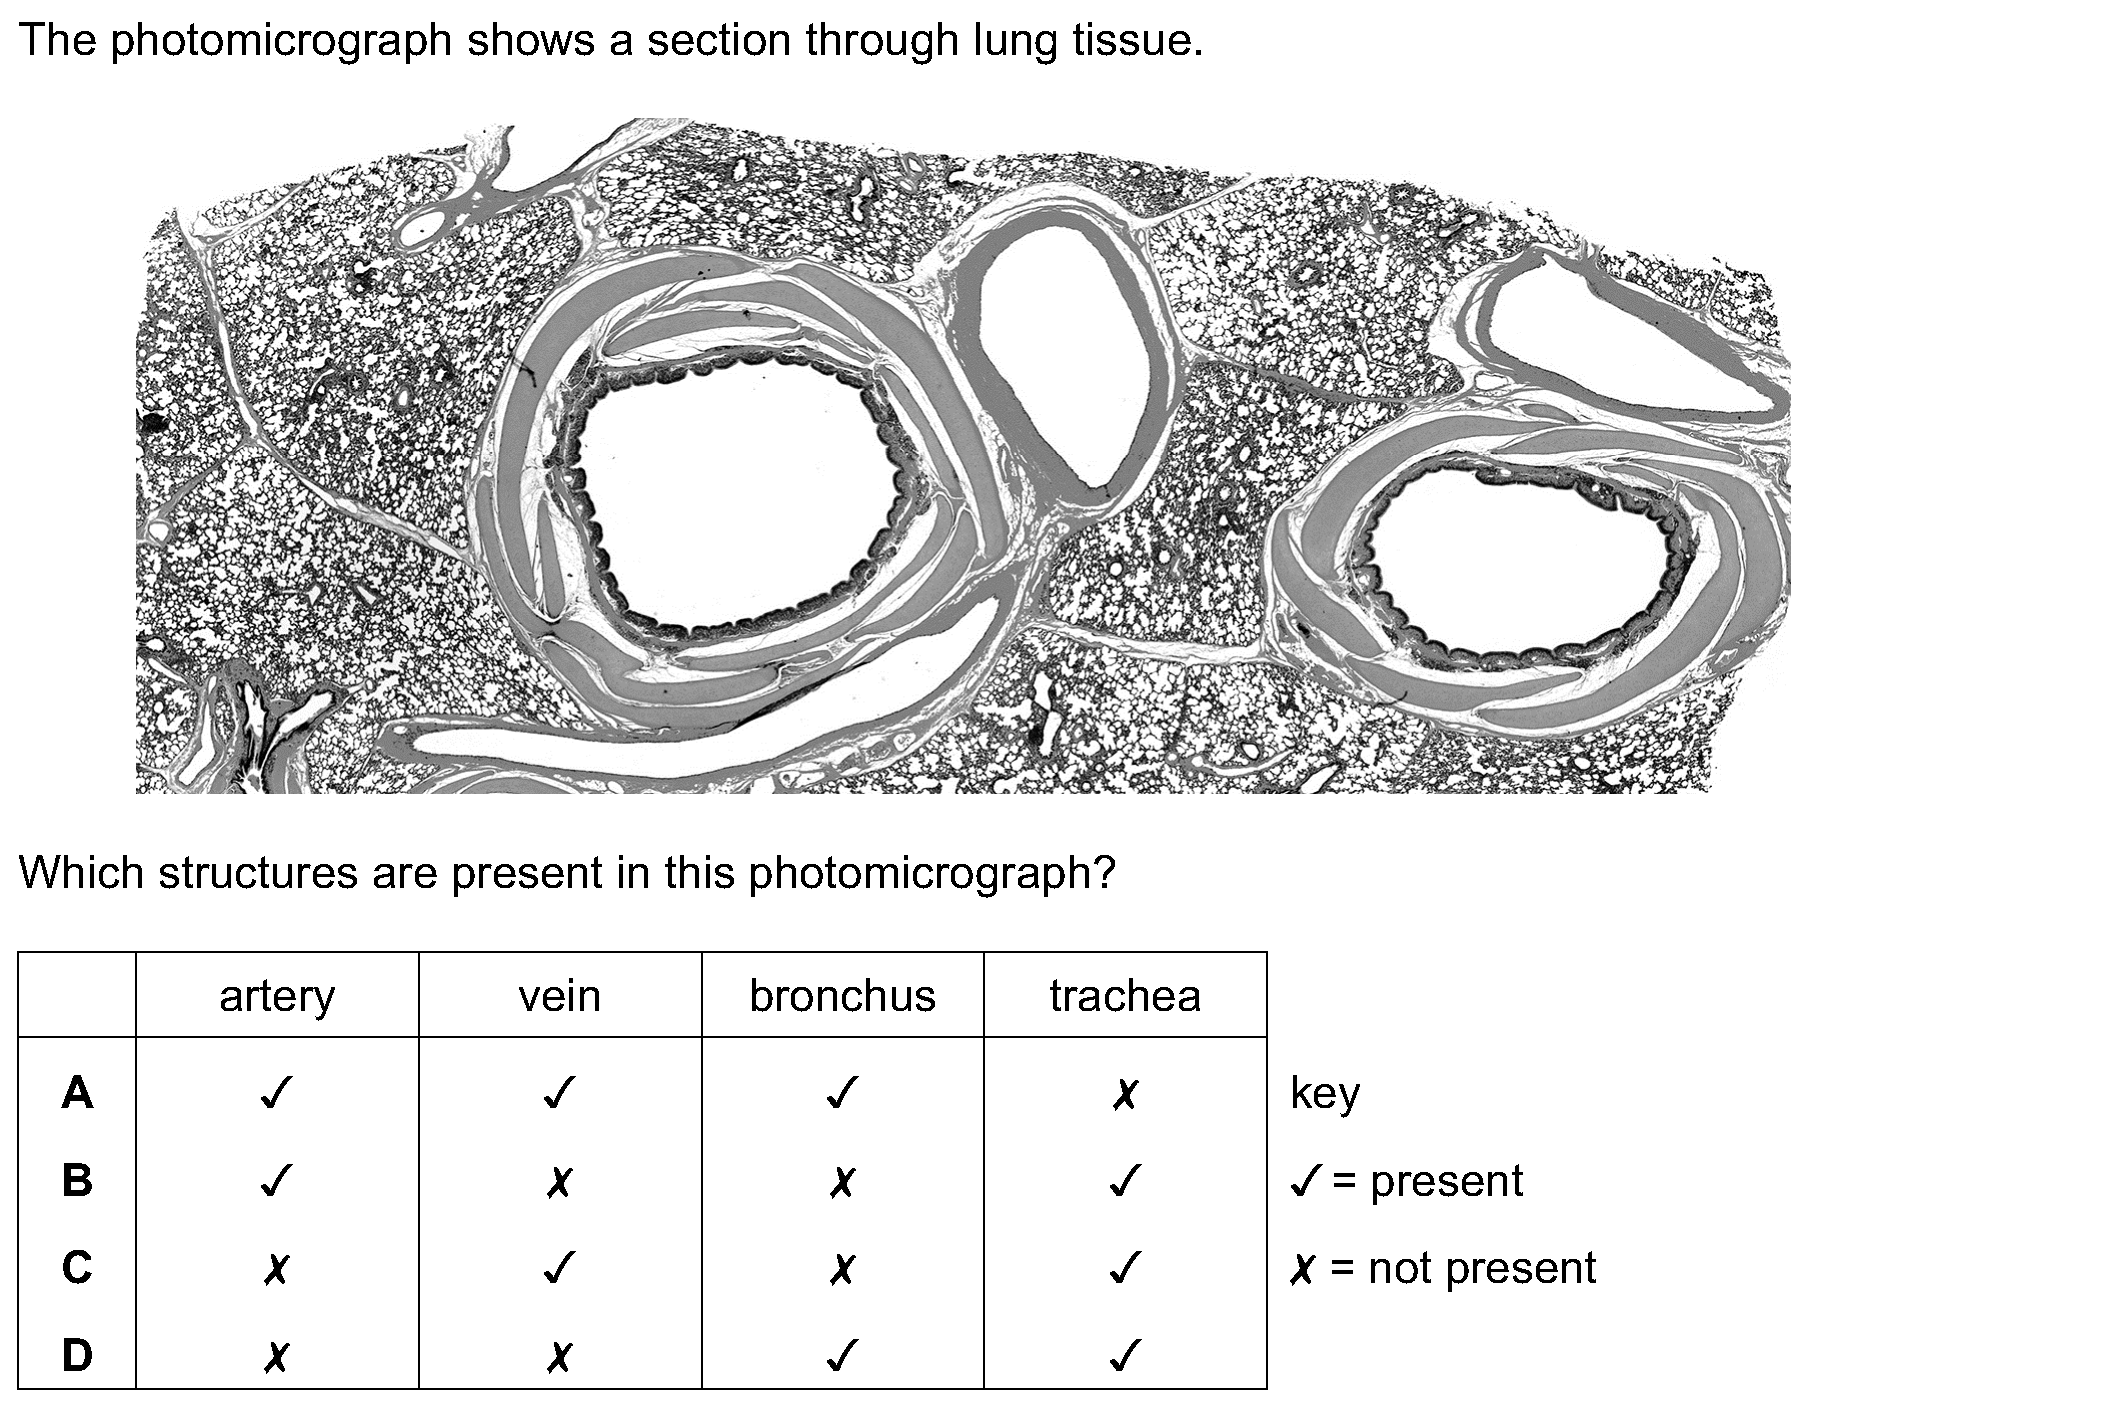 The photomicrograph shows a section through lung tissue.
Which structures are present in this photomicrograph?
artery vein bronchus trachea
A ✓ ✓ ✓ ✗ key
B ✓ ✗ ✗ ✓ ✓ = present
C ✗ ✓ ✗ ✓ ✗ = not present
D ✗ ✗ ✓ ✓